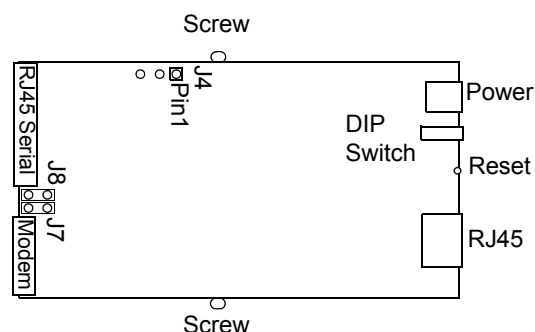 Screw
RJ45 Serial
J4
Pin1
Power
DIP
Switch
Reset
J8
J7
RJ45
Modem
Screw